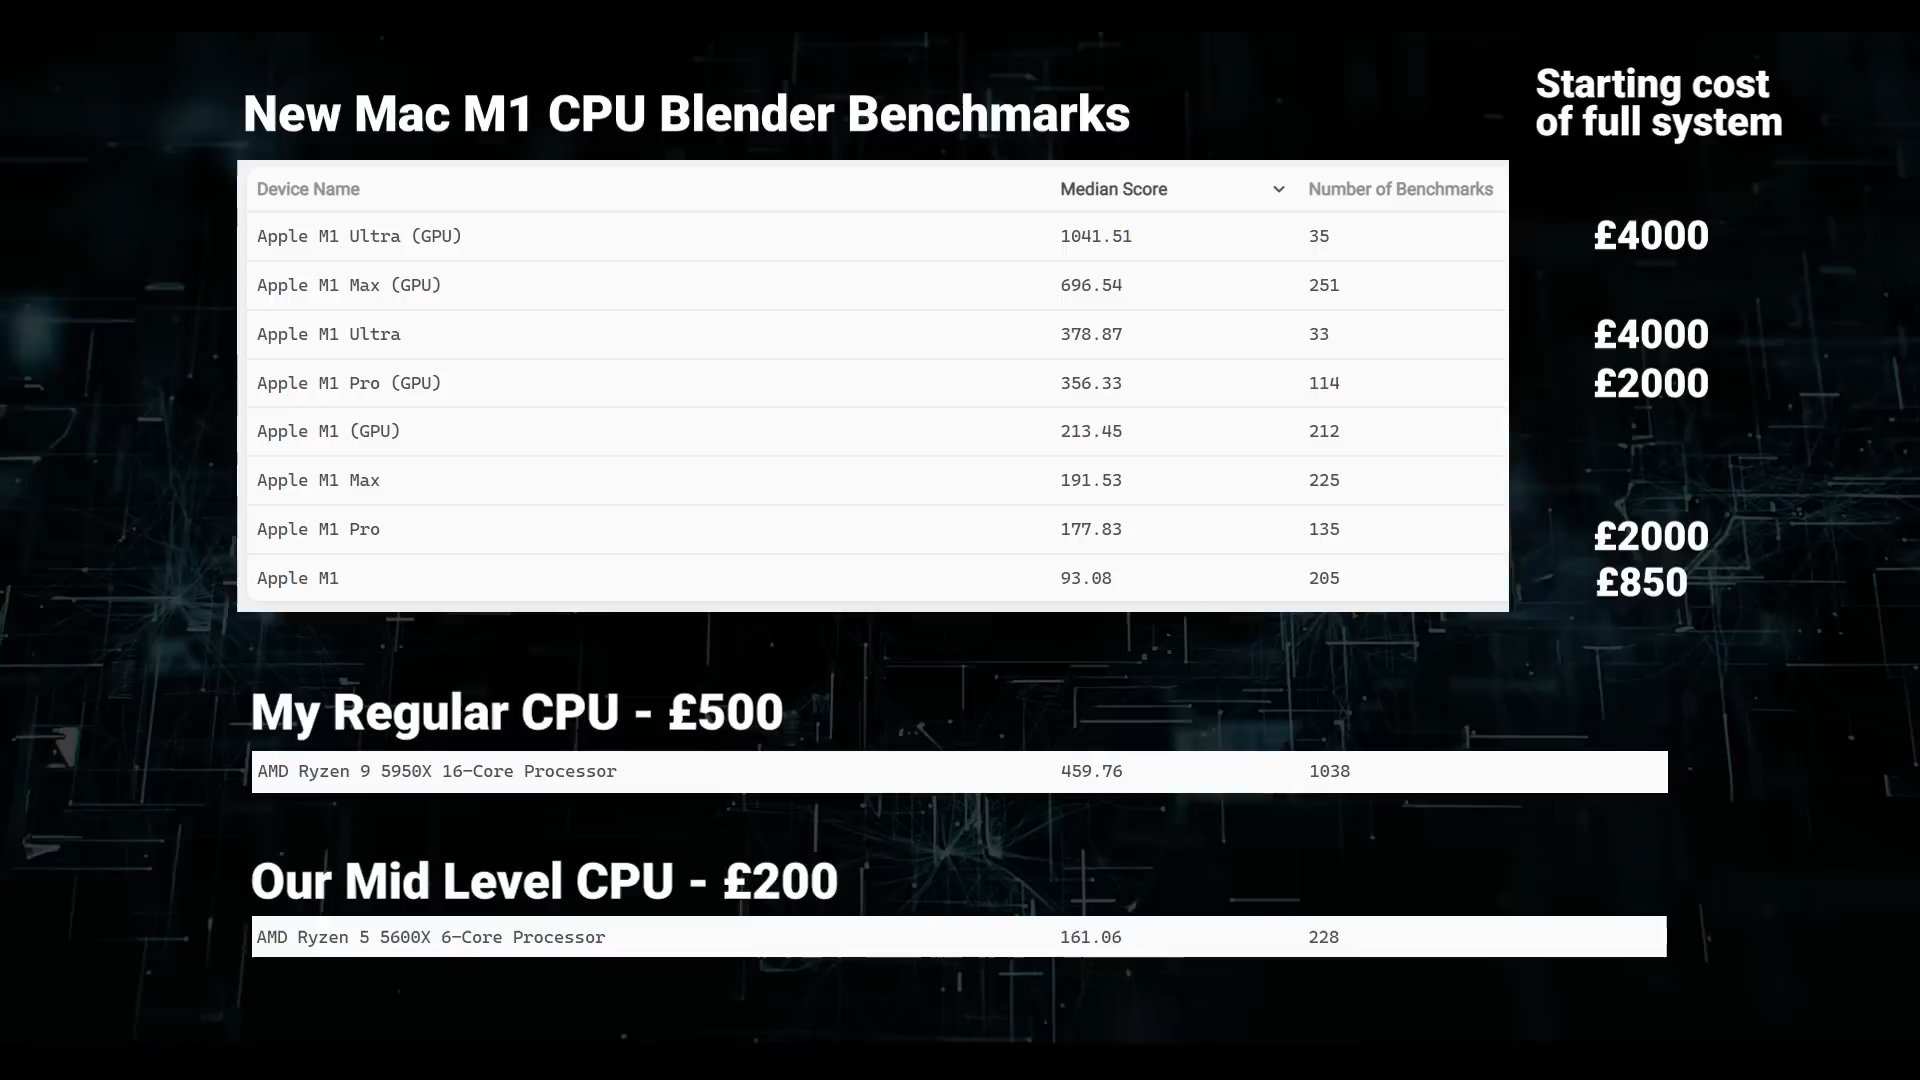 New Mac M1 CPU Blender Benchmarks
Starting cost
of full system
Device Name Median Score Number of Benchmarks
Apple M1 Ultra (GPU) 1041.51 35 £4000
Apple M1 Max (GPU) 696.54 251
Apple M1 Ultra 378.87 33 £4000
Apple M1 Pro (GPU) 356.33 114 £2000
Apple M1 (GPU) 213.45 212
Apple M1 Max 191.53 225
Apple M1 Pro 177.83 135 £2000
Apple M1 93.08 205 £850
My Regular CPU - £500
AMD Ryzen 9 5950X 16-Core Processor 459.76 1038
Our Mid Level CPU - £200
AMD Ryzen 5 5600X 6-Core Processor 161.06 228